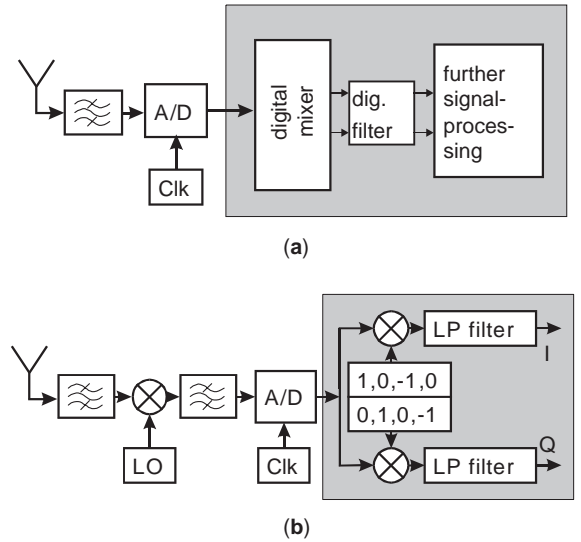 A/D
Clk
digital
mixer
dig.
filter
further
signal-
proces-
sing
(a)
LO
A/D
Clk
1,0,-1,0
0,1,0,-1
LP filter
I
LP filter
Q
(b)